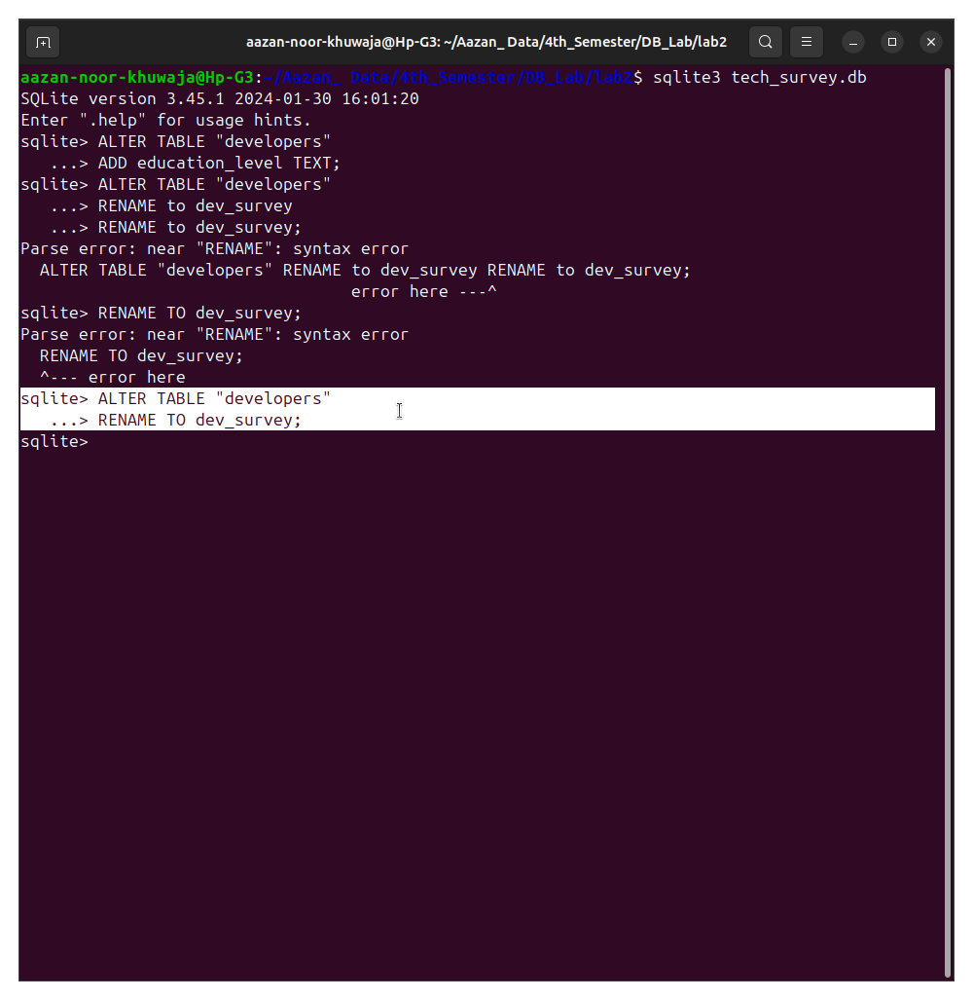 aazan-noor-khuwaja@Hp-G3: ~/Aazan_ Data/4th_Semester/DB_Lab/lab2
aazan-noor-khuwaja@Hp-G3:~/Aazan_ Data/4th_Semester/DB_Lab/lab2$ sqlite3 tech_survey.db
SQLite version 3.45.1 2024-01-30 16:01:20
Enter ".help" for usage hints.
sqlite> ALTER TABLE "developers"
   ...> ADD education_level TEXT;
sqlite> ALTER TABLE "developers"
   ...> RENAME to dev_survey
   ...> RENAME to dev_survey;
Parse error: near "RENAME": syntax error
  ALTER TABLE "developers" RENAME to dev_survey RENAME to dev_survey;
                                  error here ---^
sqlite> RENAME TO dev_survey;
Parse error: near "RENAME": syntax error
  RENAME TO dev_survey;
  ^--- error here
sqlite> ALTER TABLE "developers"
   ...> RENAME TO dev_survey;
sqlite>